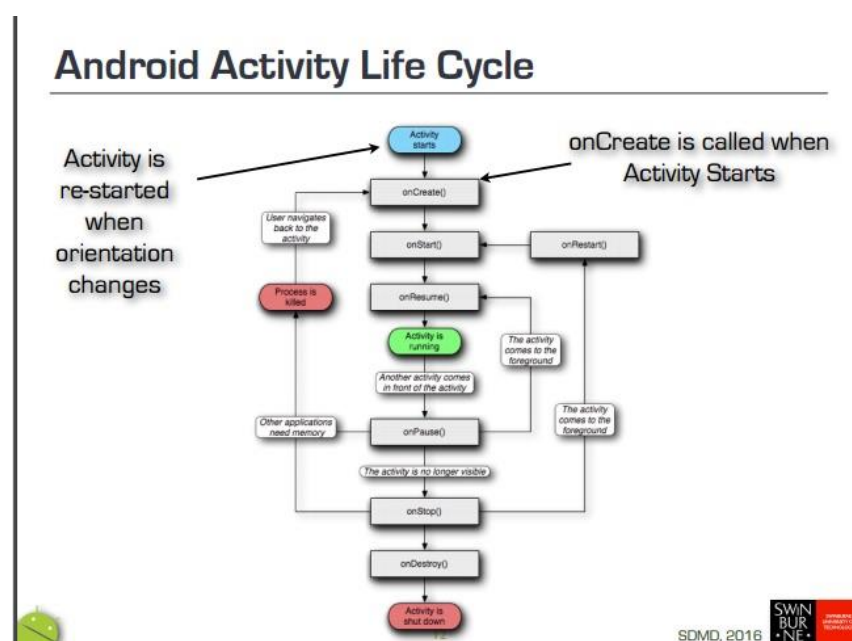 Android Activity Life Cycle
Activity is
re-started
when
orientation
changes
onCreate is called when
Activity Starts
Activity
starts
onCreate()
User navigates
back to the
activity
onStart()
onRestart()
Process is
killed
onResume()
Activity is
running
The activity
comes to the
foreground
Another activity comes
in front of the activity
Other applications
need memory
onPause()
The activity
comes to the
foreground
The activity is no longer visible
onStop()
onDestroy()
Activity is
shut down
12
SDMD, 2016
SWIN
BUR
NE